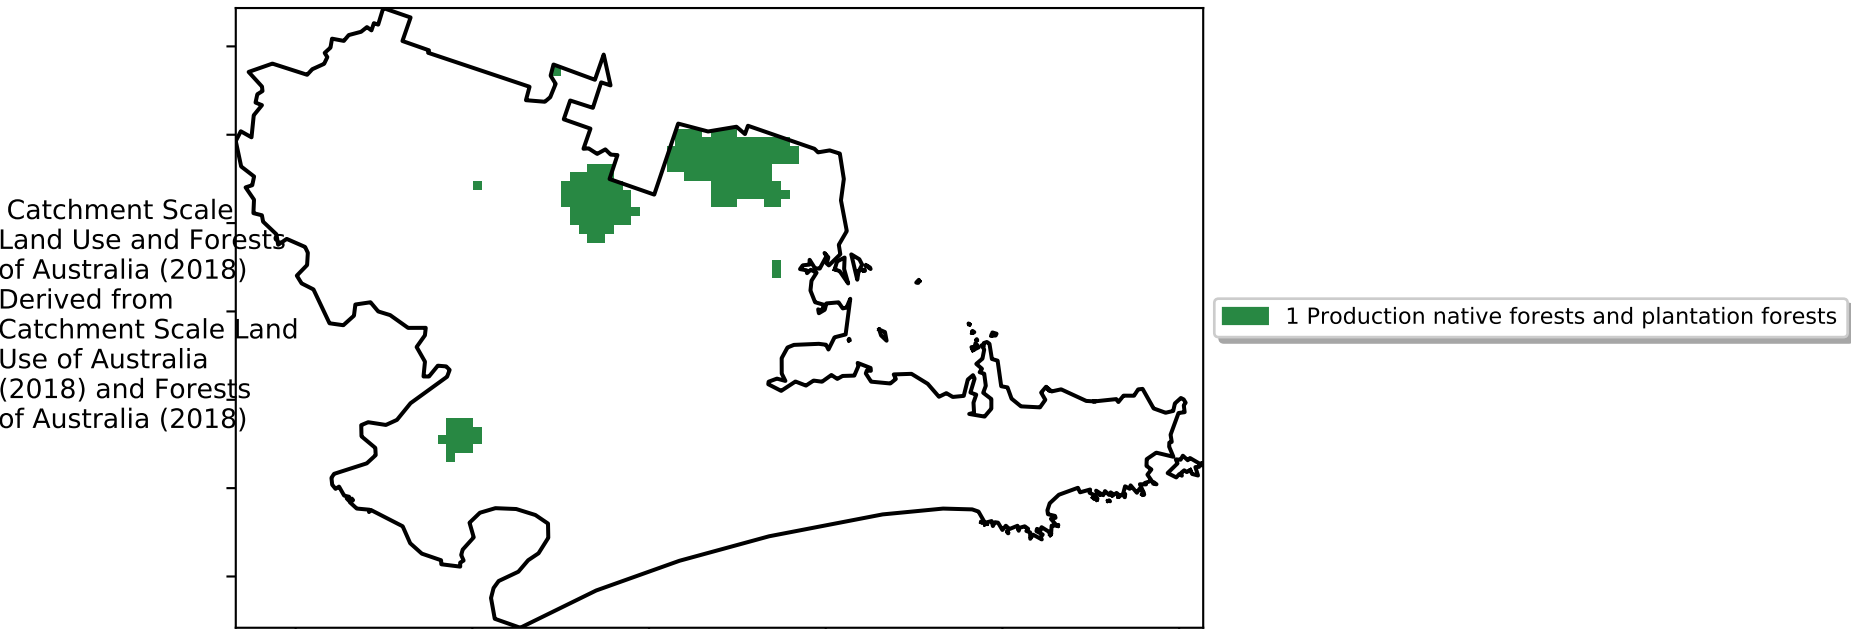 Catchment Scale
Land Use and Forests
of Australia (2018)
Derived from
Catchment Scale Land
Use of Australia
(2018) and Forests
of Australia (2018)
1 Production native forests and plantation forests